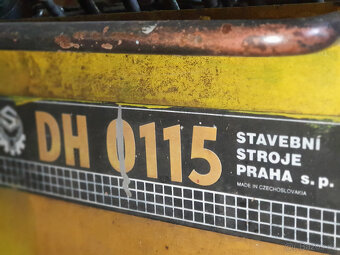 DH 0115
STAVEBNÍ
STROJE
PRAHA s.p.
MADE IN CZECHOSLOVAKIA